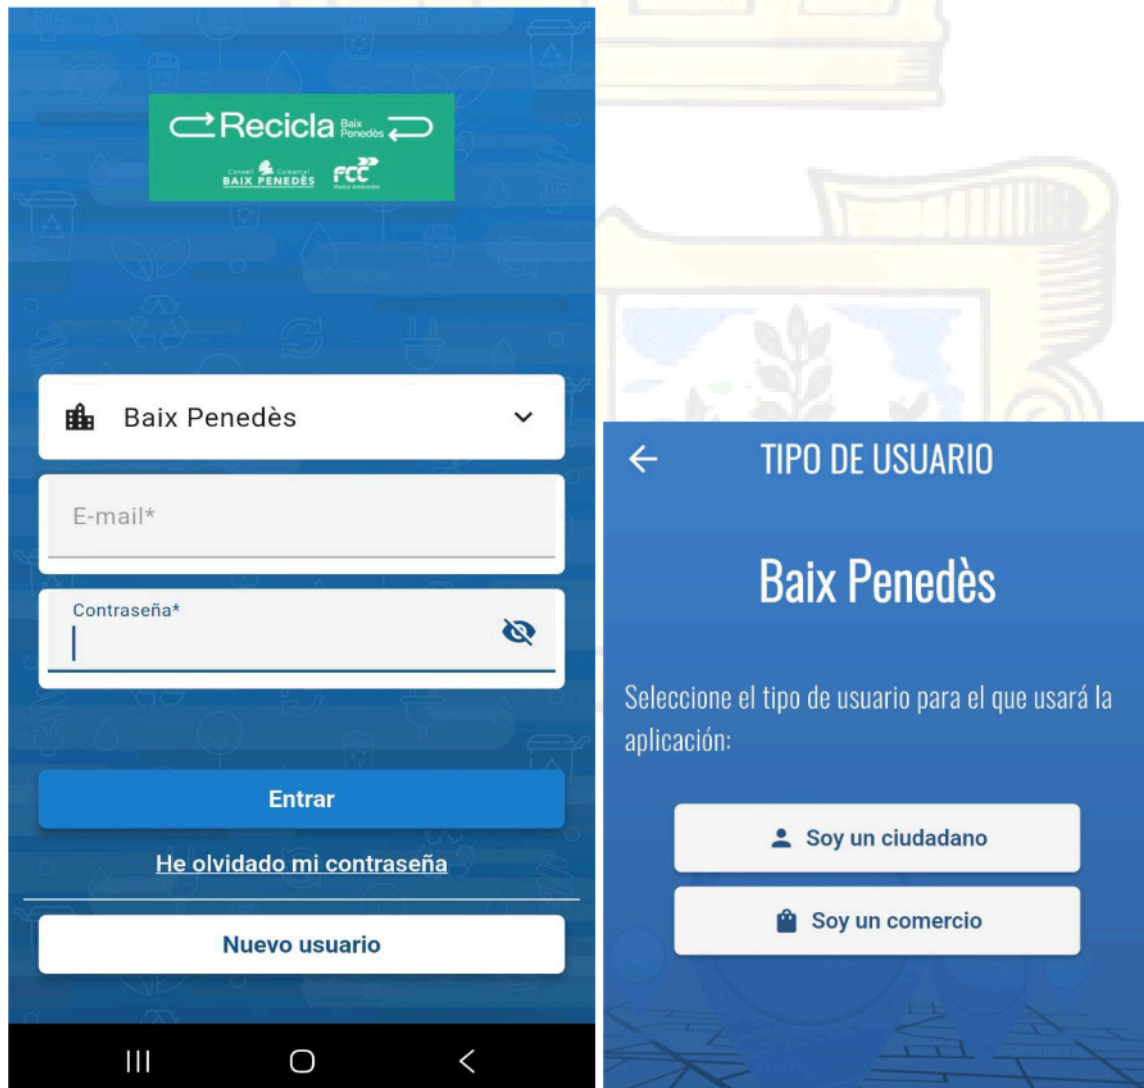 Recicla Baix Penedès
Consell Comarcal
BAIX PENEDÈS
FCC
Medio Ambiente
Baix Penedès
E-mail*
Contraseña*
Entrar
He olvidado mi contraseña
Nuevo usuario
TIPO DE USUARIO
Baix Penedès
Seleccione el tipo de usuario para el que usará la
aplicación:
Soy un ciudadano
Soy un comercio